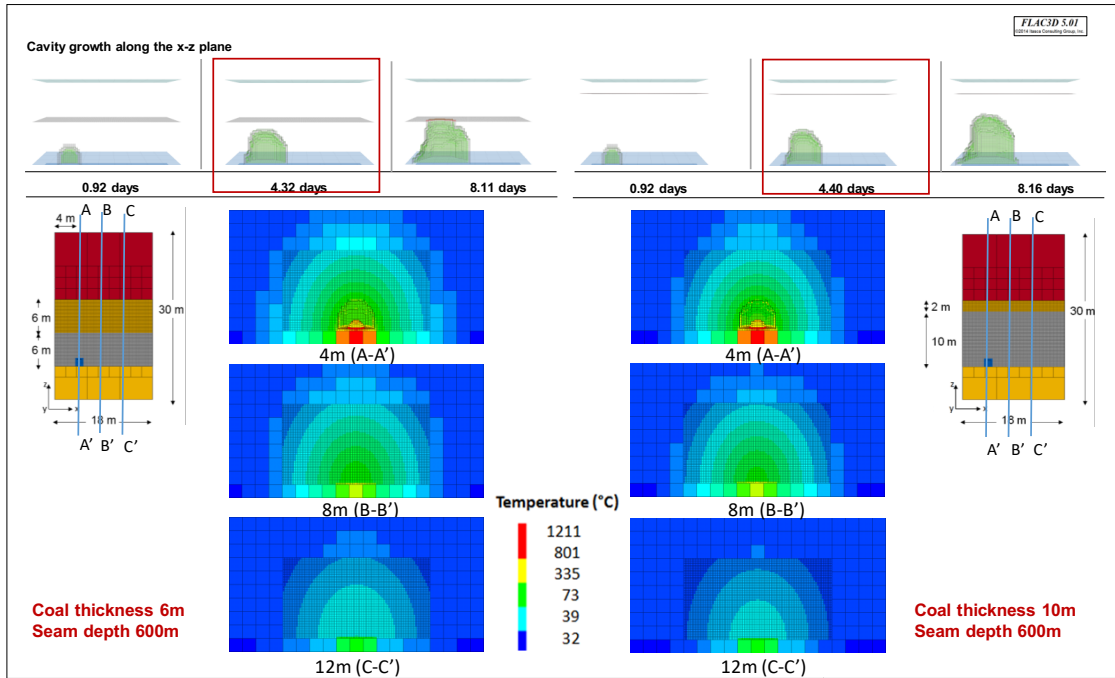 FLAC3D 5.01
©2014 Itasca Consulting Group, Inc.
Cavity growth along the x-z plane
0.92 days
4.32 days
8.11 days
0.92 days
4.40 days
8.16 days
A B C
4 m
6 m
6 m
30 m
z
y x
18 m
A' B' C'
4m (A-A')
8m (B-B')
12m (C-C')
Coal thickness 6m
Seam depth 600m
Temperature (°C)
1211
801
335
73
39
32
4m (A-A')
8m (B-B')
12m (C-C')
A B C
2 m
10 m
30 m
z
y x
18 m
A' B' C'
Coal thickness 10m
Seam depth 600m